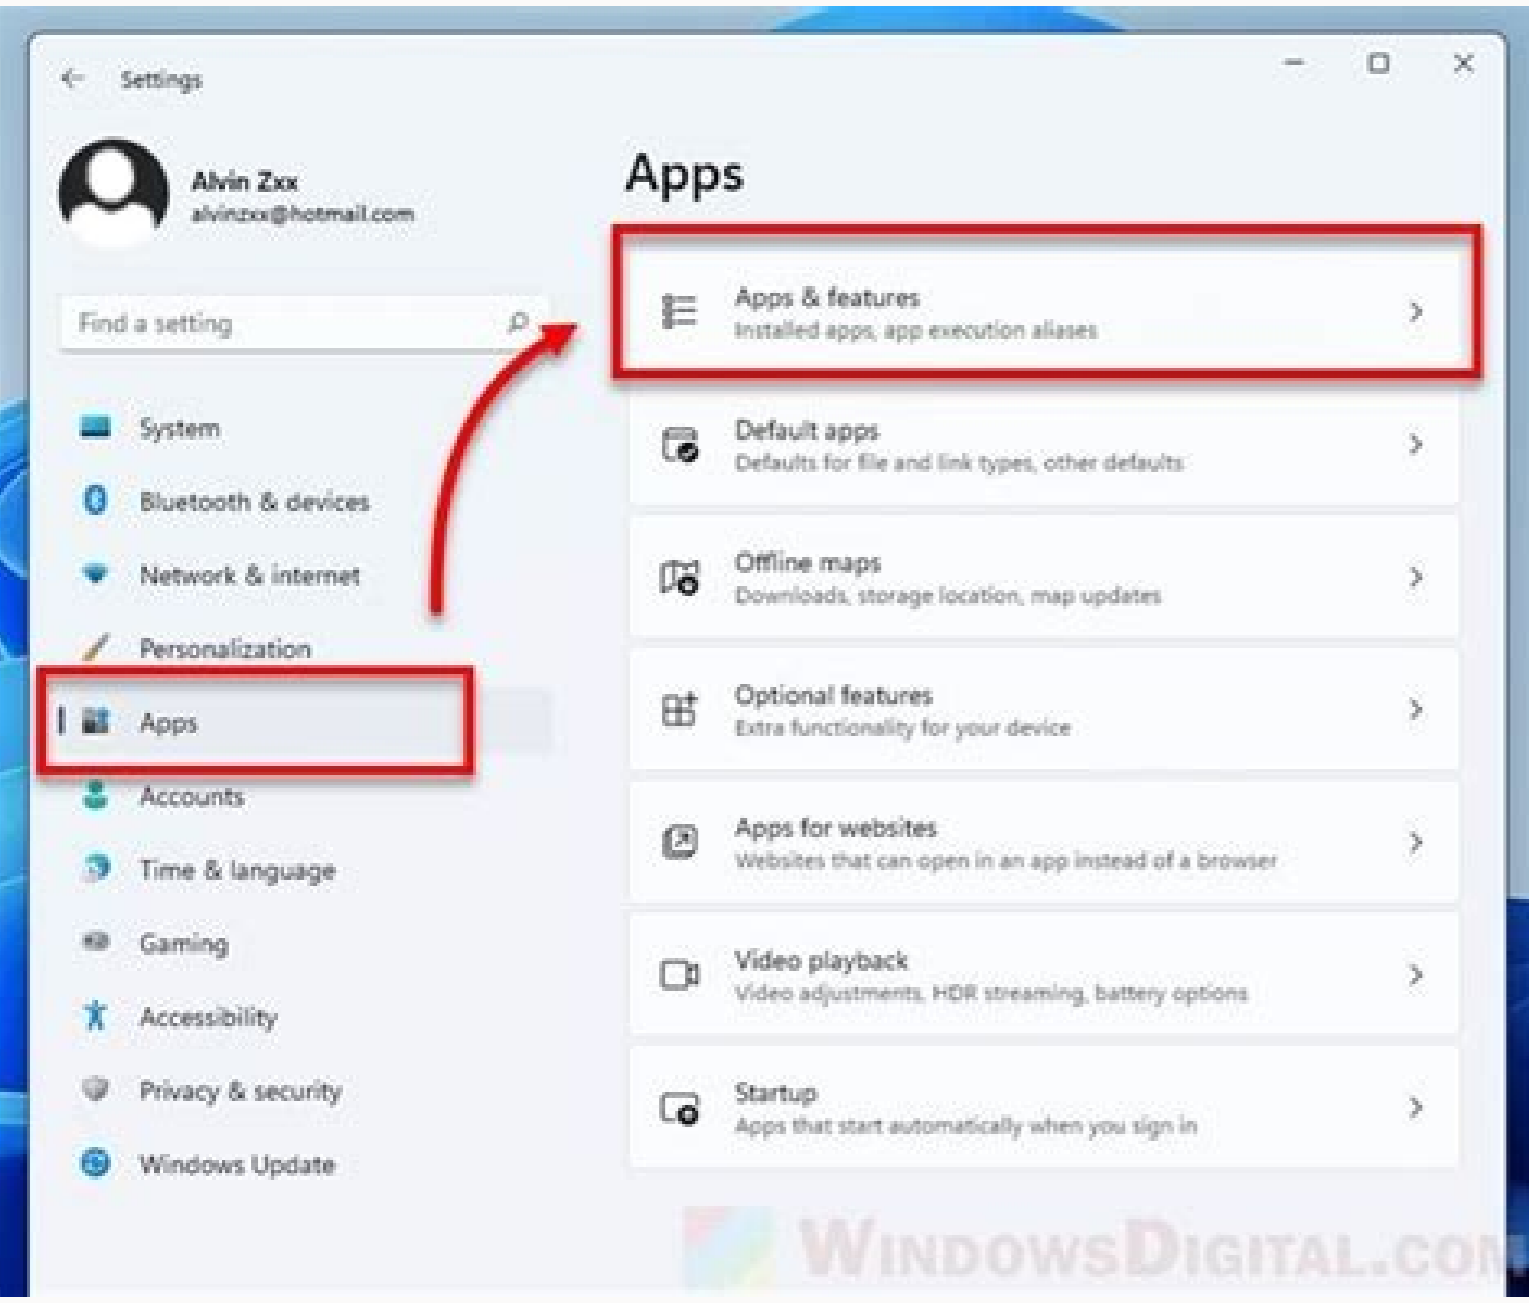 Settings
Alvin Zxx
alvinzxx@hotmail.com
Find a setting
System
Bluetooth & devices
Network & internet
Personalization
Apps
Accounts
Time & language
Gaming
Accessibility
Privacy & security
Windows Update
Apps
Apps & features
Installed apps, app execution aliases
Default apps
Defaults for file and link types, other defaults
Offline maps
Downloads, storage location, map updates
Optional features
Extra functionality for your device
Apps for websites
Websites that can open in an app instead of a browser
Video playback
Video adjustments, HDR streaming, battery options
Startup
Apps that start automatically when you sign in
WINDOWSDIGITAL.COM